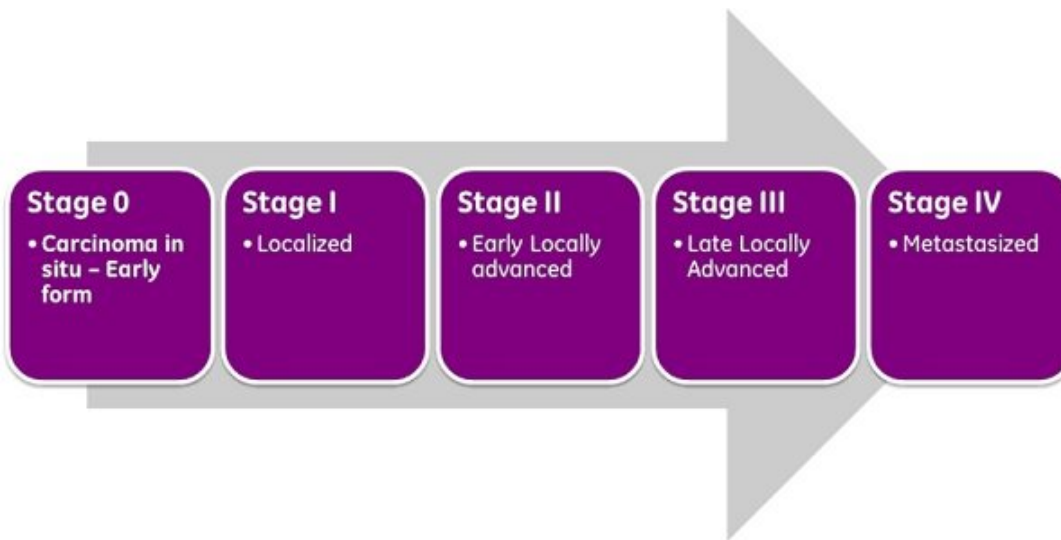 Stage 0
• Carcinoma in
situ – Early
form
Stage I
• Localized
Stage II
• Early Locally
advanced
Stage III
• Late Locally
Advanced
Stage IV
• Metastasized